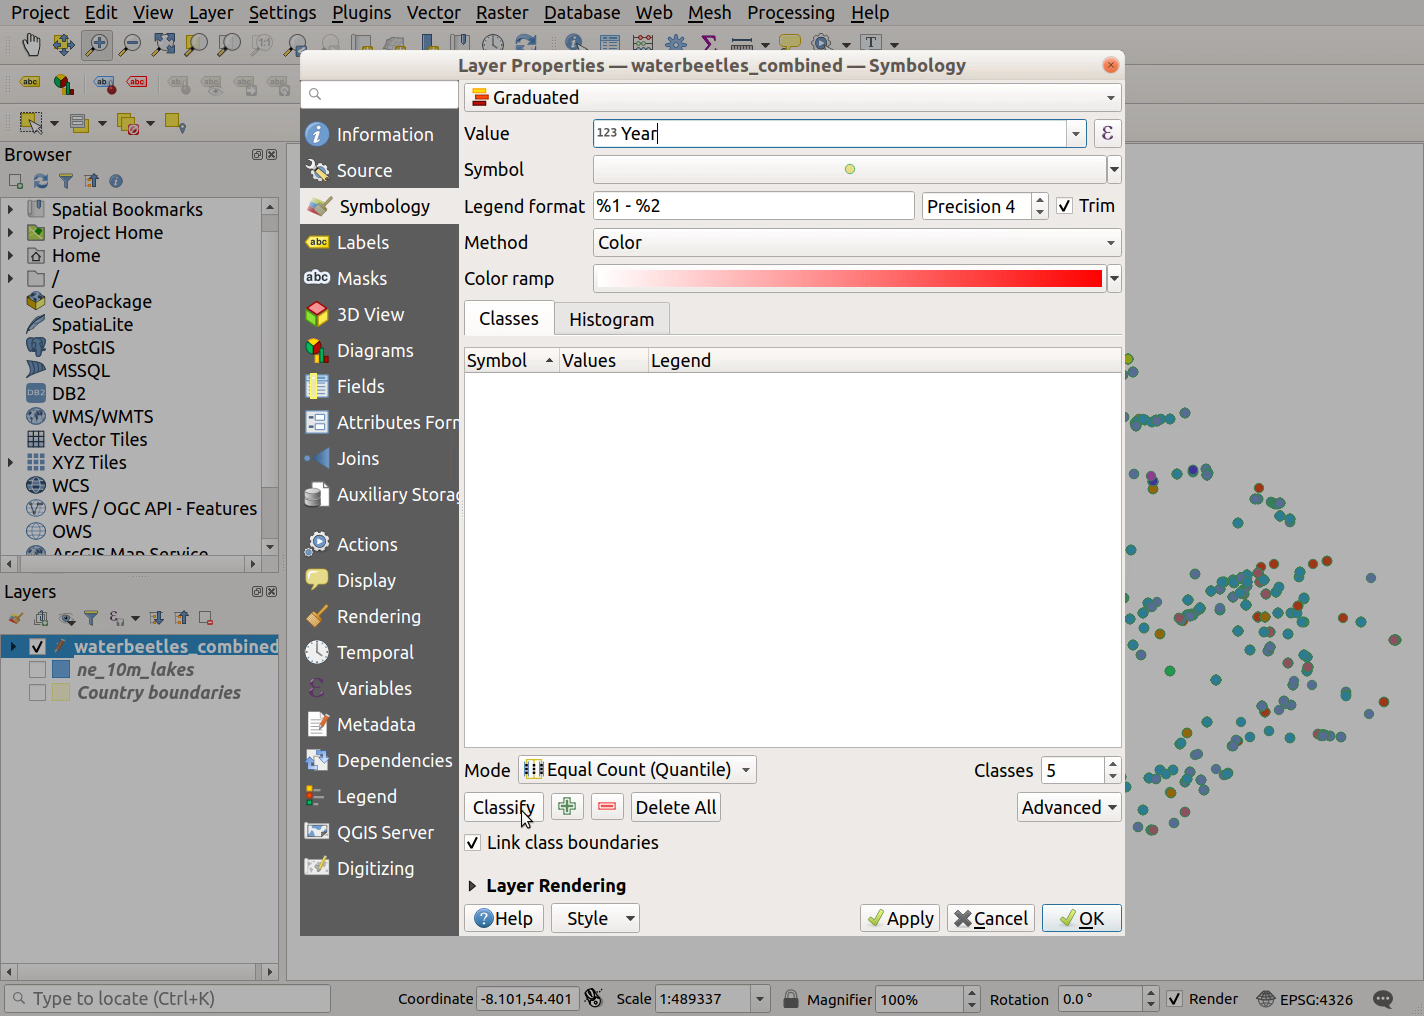 Project Edit View Layer Settings Plugins Vector Raster Database Web Mesh Processing Help
Layer Properties — waterbeetles_combined — Symbology
Browser
Spatial Bookmarks
Project Home
Home
/
GeoPackage
SpatiaLite
PostGIS
MSSQL
DB2
WMS/WMTS
Vector Tiles
XYZ Tiles
WCS
WFS / OGC API - Features
OWS
ArcGIS Map Service
Layers
waterbeetles_combined
ne_10m_lakes
Country boundaries
Information
Source
Symbology
Labels
Masks
3D View
Diagrams
Fields
Attributes Form
Joins
Auxiliary Storag
Actions
Display
Rendering
Temporal
Variables
Metadata
Dependencies
Legend
QGIS Server
Digitizing
Graduated
Value 123 Year ε
Symbol
Legend format %1 - %2 Precision 4 Trim
Method Color
Color ramp
Classes Histogram
Symbol Values Legend
Mode Equal Count (Quantile) Classes 5
Classify Delete All Advanced
Link class boundaries
Layer Rendering
Help Style Apply Cancel OK
Type to locate (Ctrl+K) Coordinate -8.101,54.401 Scale 1:489337 Magnifier 100% Rotation 0.0 ° Render EPSG:4326